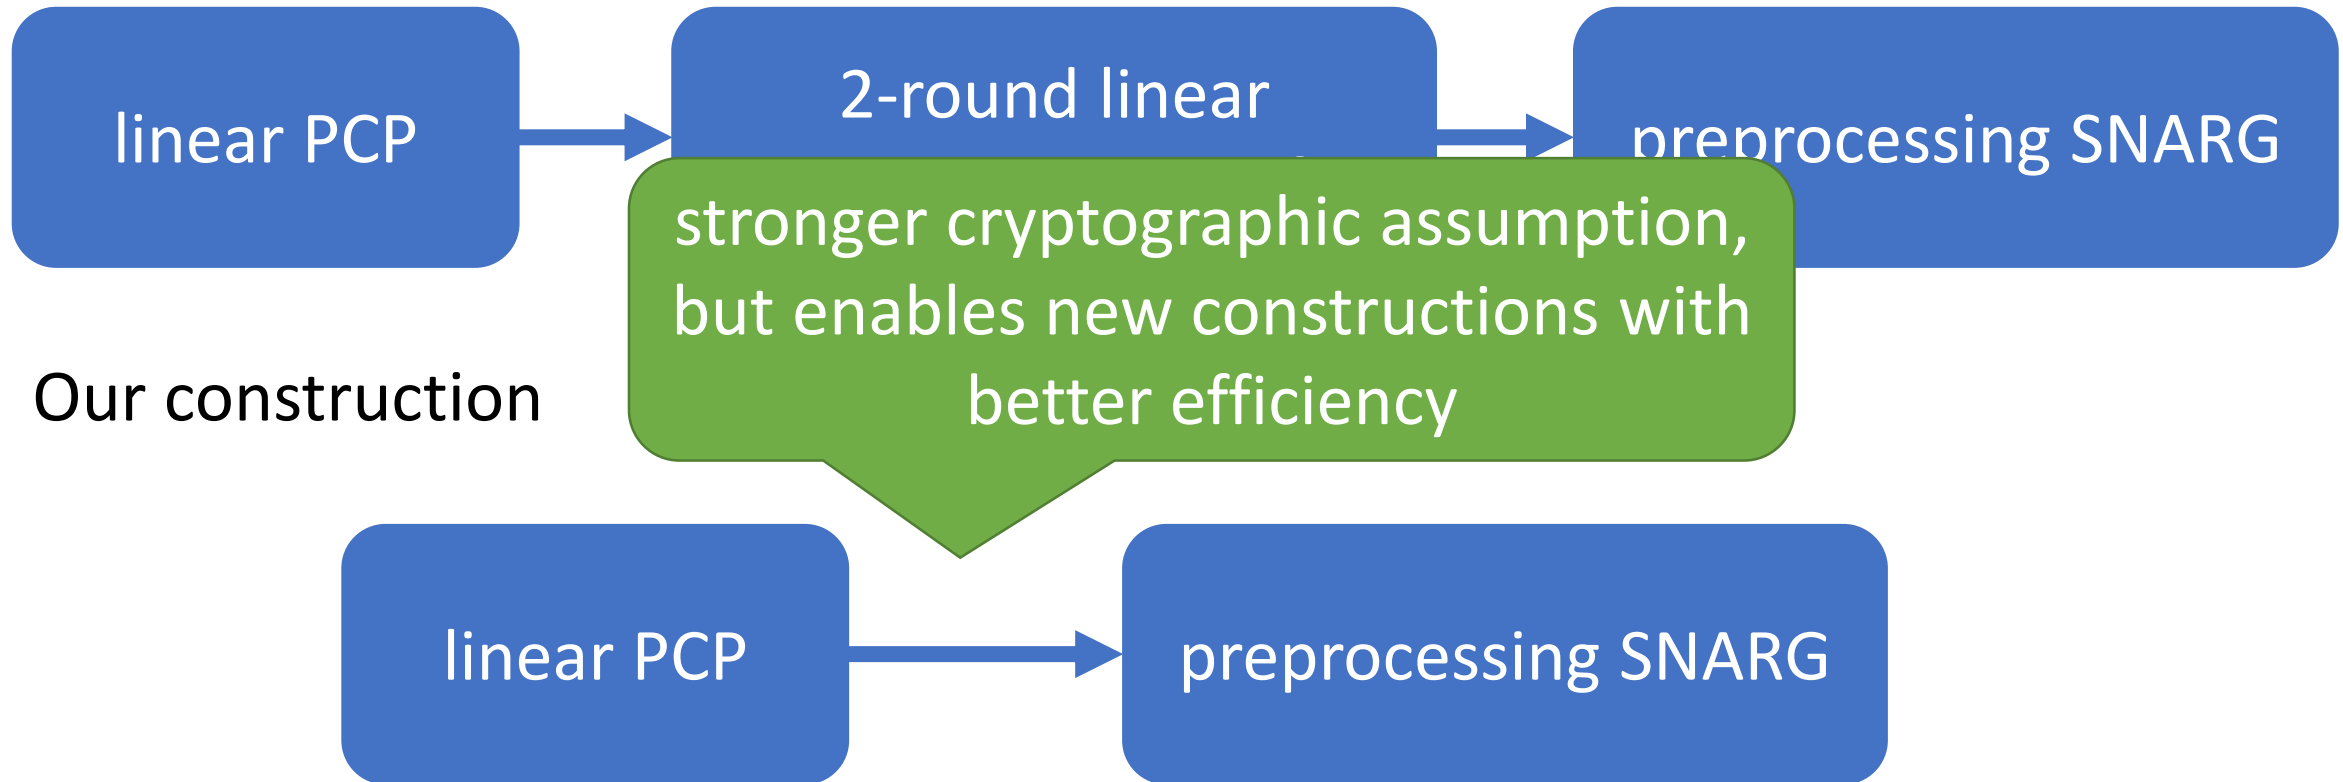 linear PCP
2-round linear
preprocessing SNARG
stronger cryptographic assumption,
but enables new constructions with
better efficiency
Our construction
linear PCP
preprocessing SNARG